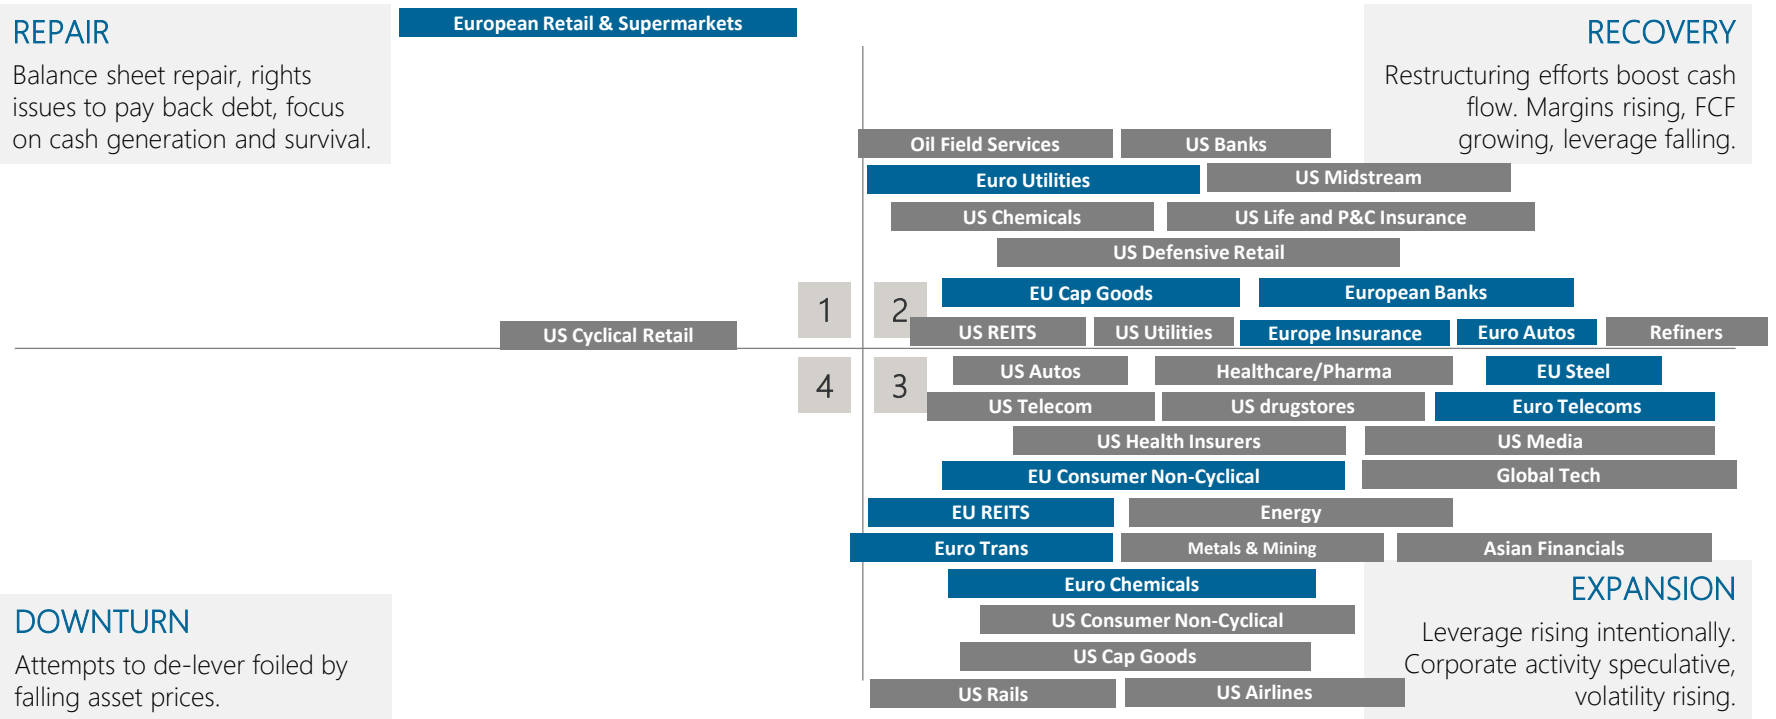 REPAIR
Balance sheet repair, rights
issues to pay back debt, focus
on cash generation and survival.
European Retail & Supermarkets
RECOVERY
Restructuring efforts boost cash
flow. Margins rising, FCF
growing, leverage falling.
Oil Field Services
US Banks
Euro Utilities
US Midstream
US Chemicals
US Life and P&C Insurance
US Defensive Retail
EU Cap Goods
European Banks
1
2
US Cyclical Retail
US REITS
US Utilities
Europe Insurance
Euro Autos
Refiners
4
3
US Autos
Healthcare/Pharma
EU Steel
US Telecom
US drugstores
Euro Telecoms
US Health Insurers
US Media
EU Consumer Non-Cyclical
Global Tech
EU REITS
Energy
Euro Trans
Metals & Mining
Asian Financials
Euro Chemicals
US Consumer Non-Cyclical
US Cap Goods
US Rails
US Airlines
DOWNTURN
Attempts to de-lever foiled by
falling asset prices.
EXPANSION
Leverage rising intentionally.
Corporate activity speculative,
volatility rising.